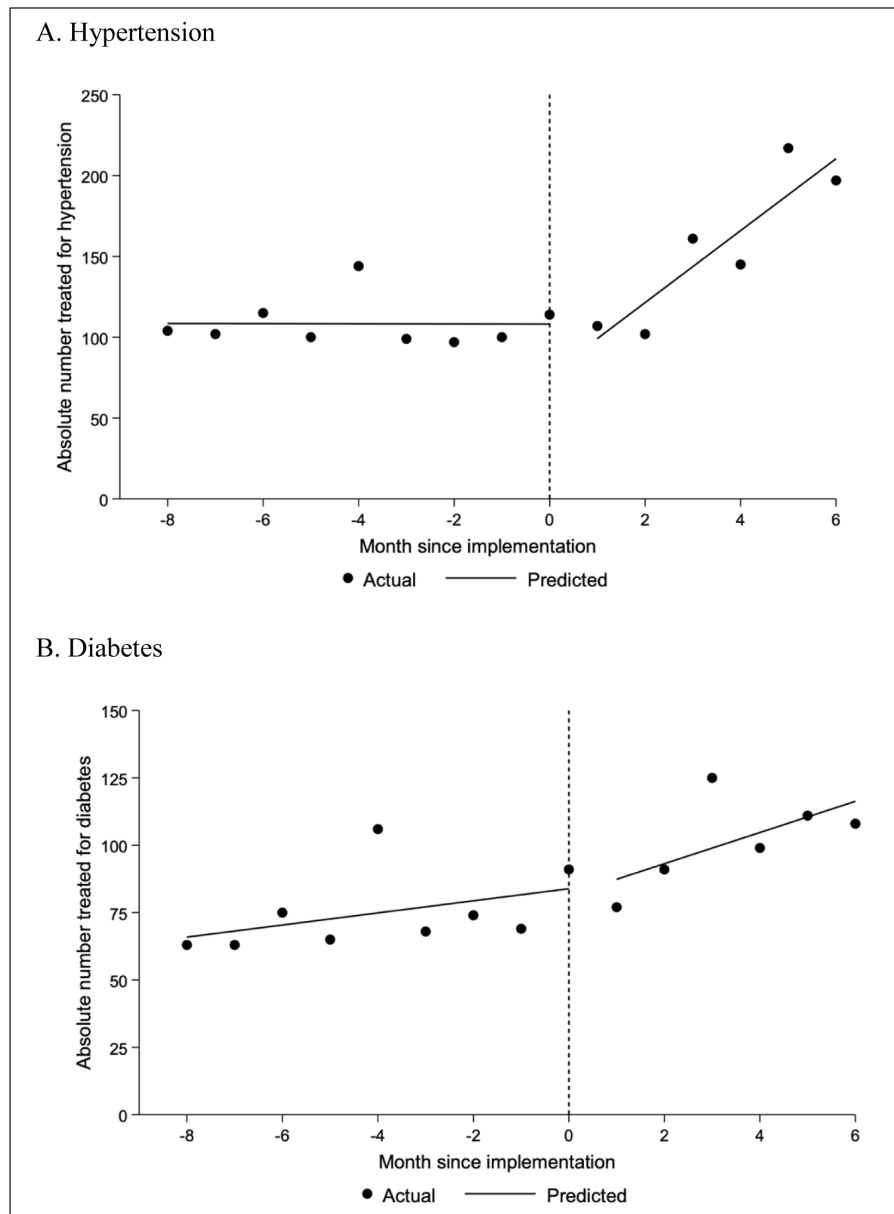 A. Hypertension
250
200
150
100
50
0
Absolute number treated for hypertension
-8 -6 -4 -2 0 2 4 6
Month since implementation
Actual Predicted
B. Diabetes
150
125
100
75
50
25
0
Absolute number treated for diabetes
-8 -6 -4 -2 0 2 4 6
Month since implementation
Actual Predicted